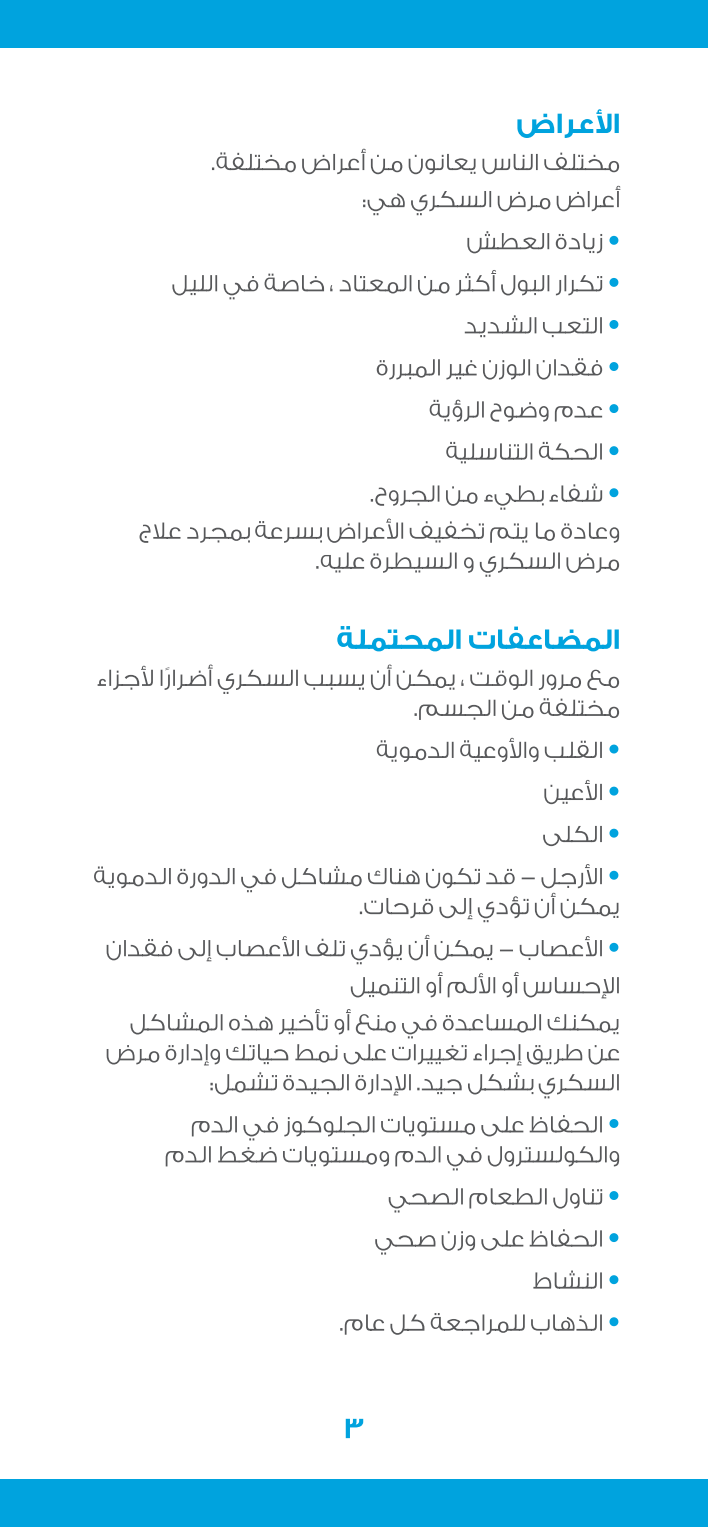 الأعراض
مختلف الناس يعانون من أعراض مختلفة.
أعراض مرض السكري هي:
• زيادة العطش
• تكرار البول أكثر من المعتاد ، خاصة في الليل
• التعب الشديد
• فقدان الوزن غير المبررة
• عدم وضوح الرؤية
• الحكة التناسلية
• شفاء بطيء من الجروح.
وعادة ما يتم تخفيف الأعراض بسرعة بمجرد علاج
مرض السكري و السيطرة عليه.
المضاعفات المحتملة
مع مرور الوقت ، يمكن أن يسبب السكري أضرارًا لأجزاء
مختلفة من الجسم.
• القلب والأوعية الدموية
• الأعين
• الكلى
• الأرجل – قد تكون هناك مشاكل في الدورة الدموية
يمكن أن تؤدي إلى قرحات.
• الأعصاب – يمكن أن يؤدي تلف الأعصاب إلى فقدان
الإحساس أو الألم أو التنميل
يمكنك المساعدة في منع أو تأخير هذه المشاكل
عن طريق إجراء تغييرات على نمط حياتك وإدارة مرض
السكري بشكل جيد. الإدارة الجيدة تشمل:
• الحفاظ على مستويات الجلوكوز في الدم
والكولسترول في الدم ومستويات ضغط الدم
• تناول الطعام الصحي
• الحفاظ على وزن صحي
• النشاط
• الذهاب للمراجعة كل عام.
٣